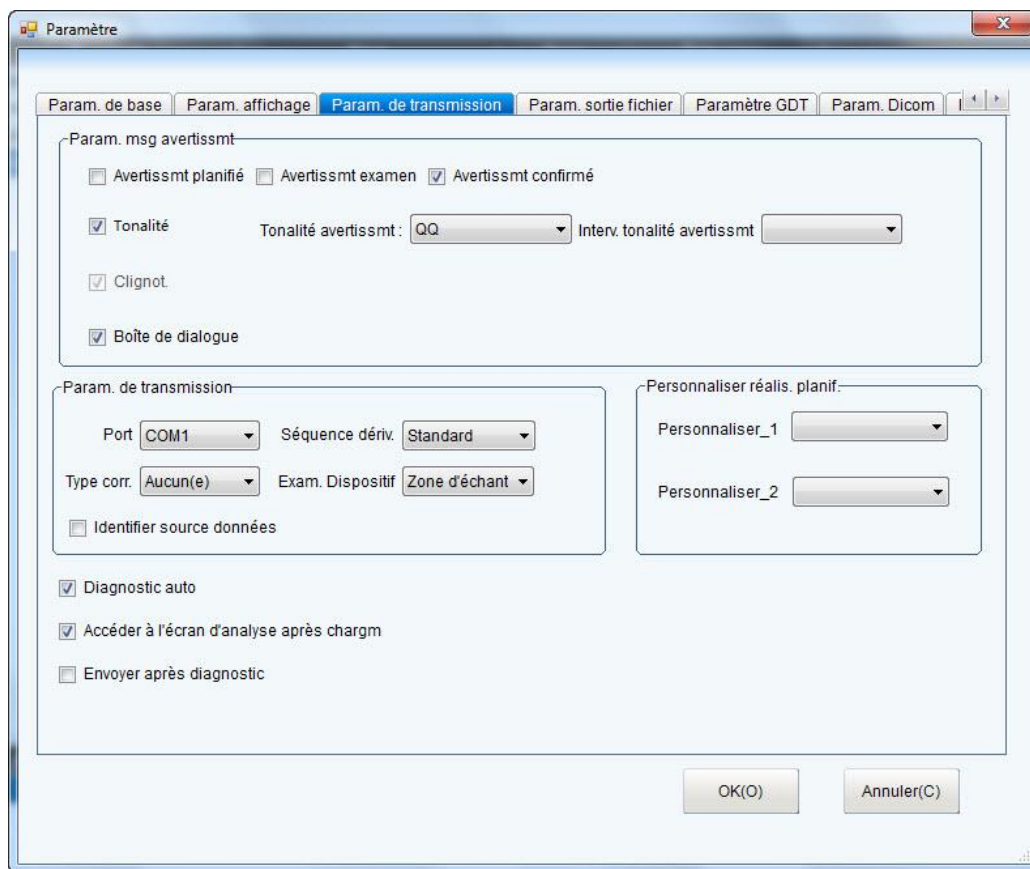 Paramètre
Param. de base Param. affichage Param. de transmission Param. sortie fichier Paramètre GDT Param. Dicom
Param. msg avertissmt
Avertissmt planifié Avertissmt examen Avertissmt confirmé
Tonalité Tonalité avertissmt : QQ Interv. tonalité avertissmt
Clignot.
Boîte de dialogue
Param. de transmission Personnaliser réalis. planif.
Port COM1 Séquence dériv. Standard Personnaliser_1
Type corr. Aucun(e) Exam. Dispositif Zone d'échant Personnaliser_2
Identifier source données
Diagnostic auto
Accéder à l'écran d'analyse après chargm
Envoyer après diagnostic
OK(O) Annuler(C)